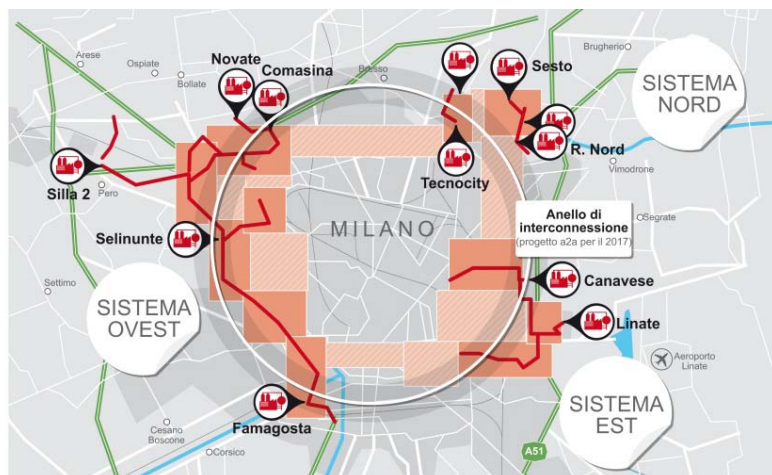 Arese
Ospiate
Bollate
Novate
Comasina
Bresso
Sesto
Brugherio
SISTEMA
NORD
R. Nord
Vimodrone
Tecnocity
Silla 2
Pero
MILANO
Anello di
interconnessione
(progetto a2a per il 2017)
Segrate
Selinunte
Settimo
SISTEMA
OVEST
Canavese
Linate
Aeroporto
Linate
SISTEMA
EST
Famagosta
Cesano
Boscone
Corsico
A51